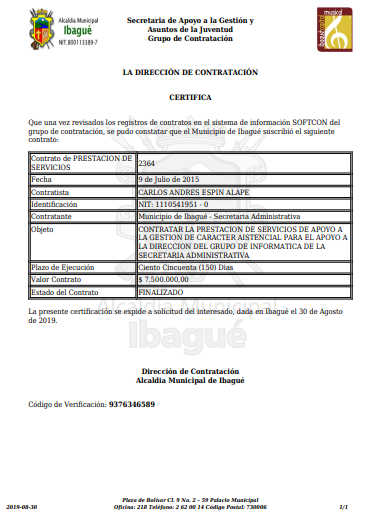 Alcaldía Municipal
Ibagué
NIT.800113389-7
Secretaria de Apoyo a la Gestión y
Asuntos de la Juventud
Grupo de Contratación
musical
LA DIRECCIÓN DE CONTRATACIÓN
CERTIFICA
Que una vez revisados los registros de contratos en el sistema de información SOFTCON del
grupo de contratación, se pudo constatar que el Municipio de Ibagué suscribió el siguiente
contrato:
Contrato de PRESTACION DE
SERVICIOS
2364
Fecha
9 de Julio de 2015
Contratista
CARLOS ANDRES ESPIN ALAPE
Identificación
NIT: 1110541951 - 0
Contratante
Municipio de Ibagué - Secretaria Administrativa
Objeto
CONTRATAR LA PRESTACION DE SERVICIOS DE APOYO A
LA GESTION DE CARACTER ASISTENCIAL PARA EL APOYO A
LA DIRECCION DEL GRUPO DE INFORMATICA DE LA
SECRETARIA ADMINISTRATIVA
Plazo de Ejecución
Ciento Cincuenta (150) Dias
Valor Contrato
$ 7,500.000,00
Estado del Contrato
FINALIZADO
Alcaldía Municipal
Ibagué
La presente certificación se expide a solicitud del interesado, dada en Ibagué el 30 de Agosto
de 2019.
Dirección de Contratación
Alcaldia Municipal de Ibagué
Código de Verificación: 9376346589
Plaza de Bolívar Cl. 9 No. 2 – 59 Palacio Municipal
2019-08-30
Oficina: 218 Teléfono: 2 62 00 14 Código Postal: 730006
1/1